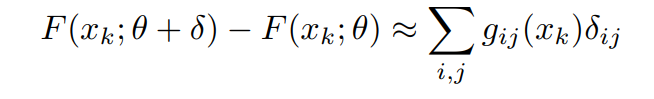 F(x_k; θ + δ) − F(x_k; θ) ≈ ∑_{i,j} g_{ij}(x_k)δ_{ij}